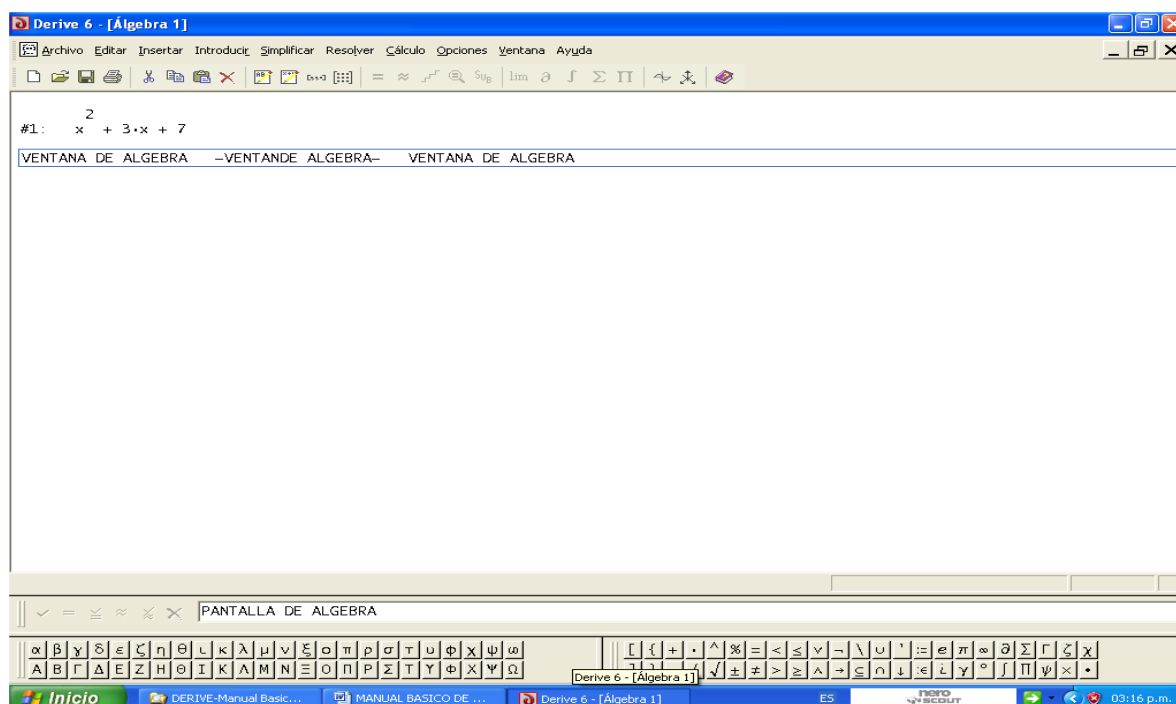 Derive 6 - [Álgebra 1]
Archivo Editar Insertar Introducir Simplificar Resolver Cálculo Opciones Ventana Ayuda
= ≈ Sub lim ∂ ∫ Σ Π
2
#1: x + 3·x + 7
VENTANA DE ALGEBRA –VENTANDE ALGEBRA– VENTANA DE ALGEBRA
PANTALLA DE ALGEBRA
α β γ δ ε ζ η θ ι κ λ μ ν ξ ο π ρ σ τ υ φ χ ψ ω [ { + · ^ % = < ≤ ∨ ¬ \ ∪ ' := e π ∞ ∂ Σ Γ ζ χ
Α Β Γ Δ Ε Ζ Η Θ Ι Κ Λ Μ Ν Ξ Ο Π Ρ Σ Τ Υ Φ Χ Ψ Ω √ ± ≠ > ≥ ∧ → ⊆ ∩ ↓ :∈ i γ ° ∫ Π ψ × •
Derive 6 - [Álgebra 1]
Inicio DERIVE-Manual Basic... MANUAL BASICO DE ... Derive 6 - [Álgebra 1] ES nero SCOUT 03:16 p.m.